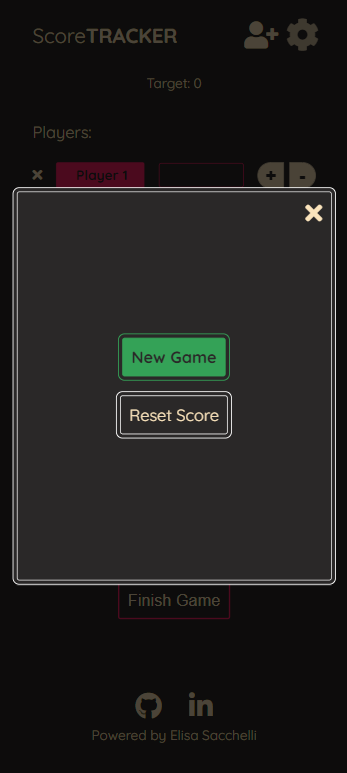 ScoreTRACKER
Target: 0
Players:
Player 1
+ -
New Game
Reset Score
Finish Game
Powered by Elisa Sacchelli